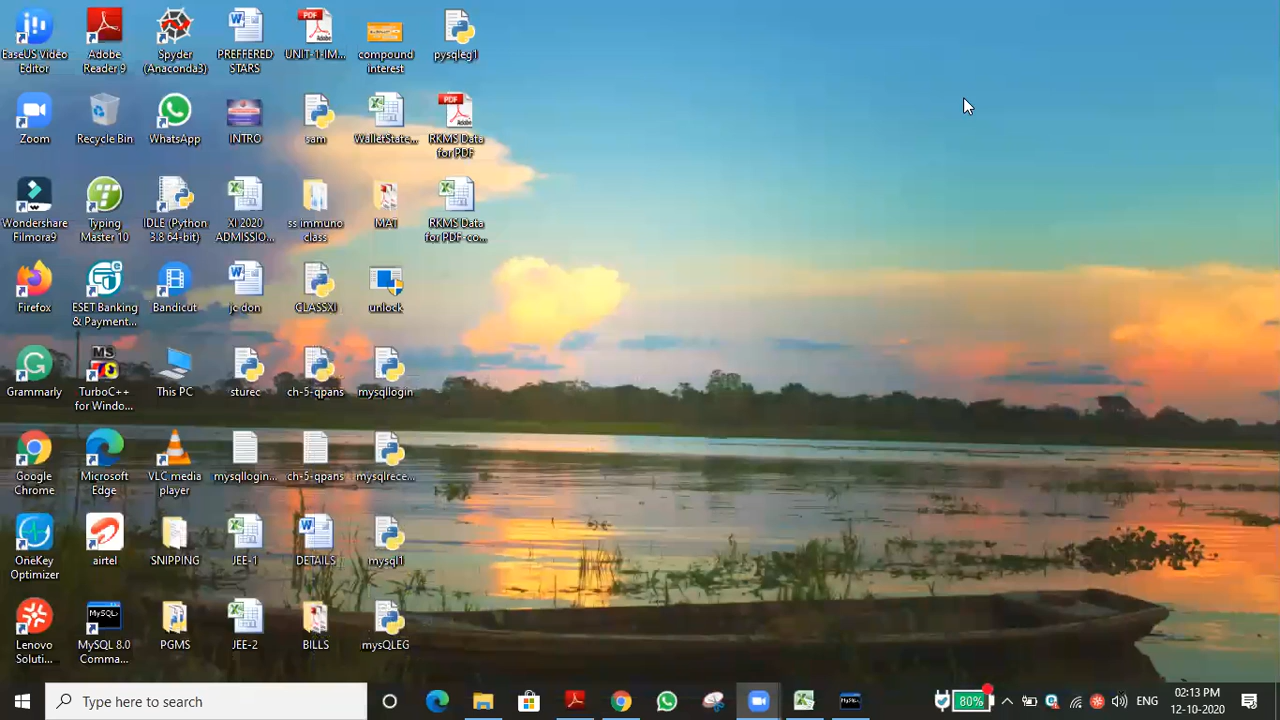 EaseUS Video
Editor
Adobe
Reader 9
Spyder
(Anaconda3)
PREFFERED
STARS
PDF
UNIT-1-IM...
compound
interest
pysqleg1
Zoom
Recycle Bin
WhatsApp
INTRO
sam
WalletState...
PDF
Adobe
RKMS Data
for PDF
Wondershare
Filmora9
Typing
Master 10
IDLE (Python
3.8 64-bit)
XI 2020
ADMISSIO...
ss immuno
class
MAT
RKMS Data
for PDF-co...
Firefox
ESET Banking
& Payment...
Bandicut
jc don
CLASSXI
unlock
Grammarly
MS
TurboC++
for Windo...
This PC
sturec
ch-5-qpans
mysqllogin
Google
Chrome
Microsoft
Edge
VLC media
player
mysqllogin...
ch-5-qpans
mysqlrece...
OneKey
Optimizer
airtel
SNIPPING
JEE-1
DETAILS
mysql1
Lenovo
Soluti...
MySQL
MySQL 8.0
Comma...
PGMS
JEE-2
BILLS
mysQLEG
Type here to search
80%
ENG
02:13 PM
12-10-2020